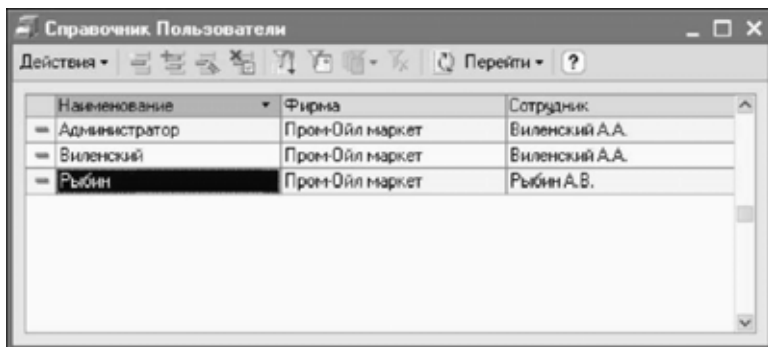 Справочник Пользователи
Действия Перейти ?
Наименование Фирма Сотрудник
Администратор Пром-Ойл маркет Виленский А.А.
Виленский Пром-Ойл маркет Виленский А.А.
Рыбин Пром-Ойл маркет Рыбин А.В.